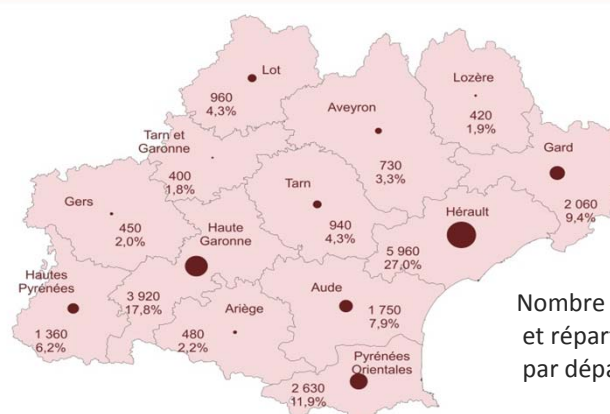 Lot
960
4,3%
Lozère
420
1,9%
Aveyron
730
3,3%
Tarn et
Garonne
400
1,8%
Gard
2 060
9,4%
Gers
450
2,0%
Tarn
940
4,3%
Hérault
5 960
27,0%
Haute
Garonne
3 920
17,8%
Hautes
Pyrénées
1 360
6,2%
Ariège
480
2,2%
Aude
1 750
7,9%
Pyrénées
Orientales
2 630
11,9%
Nombre
et répar
par dépa